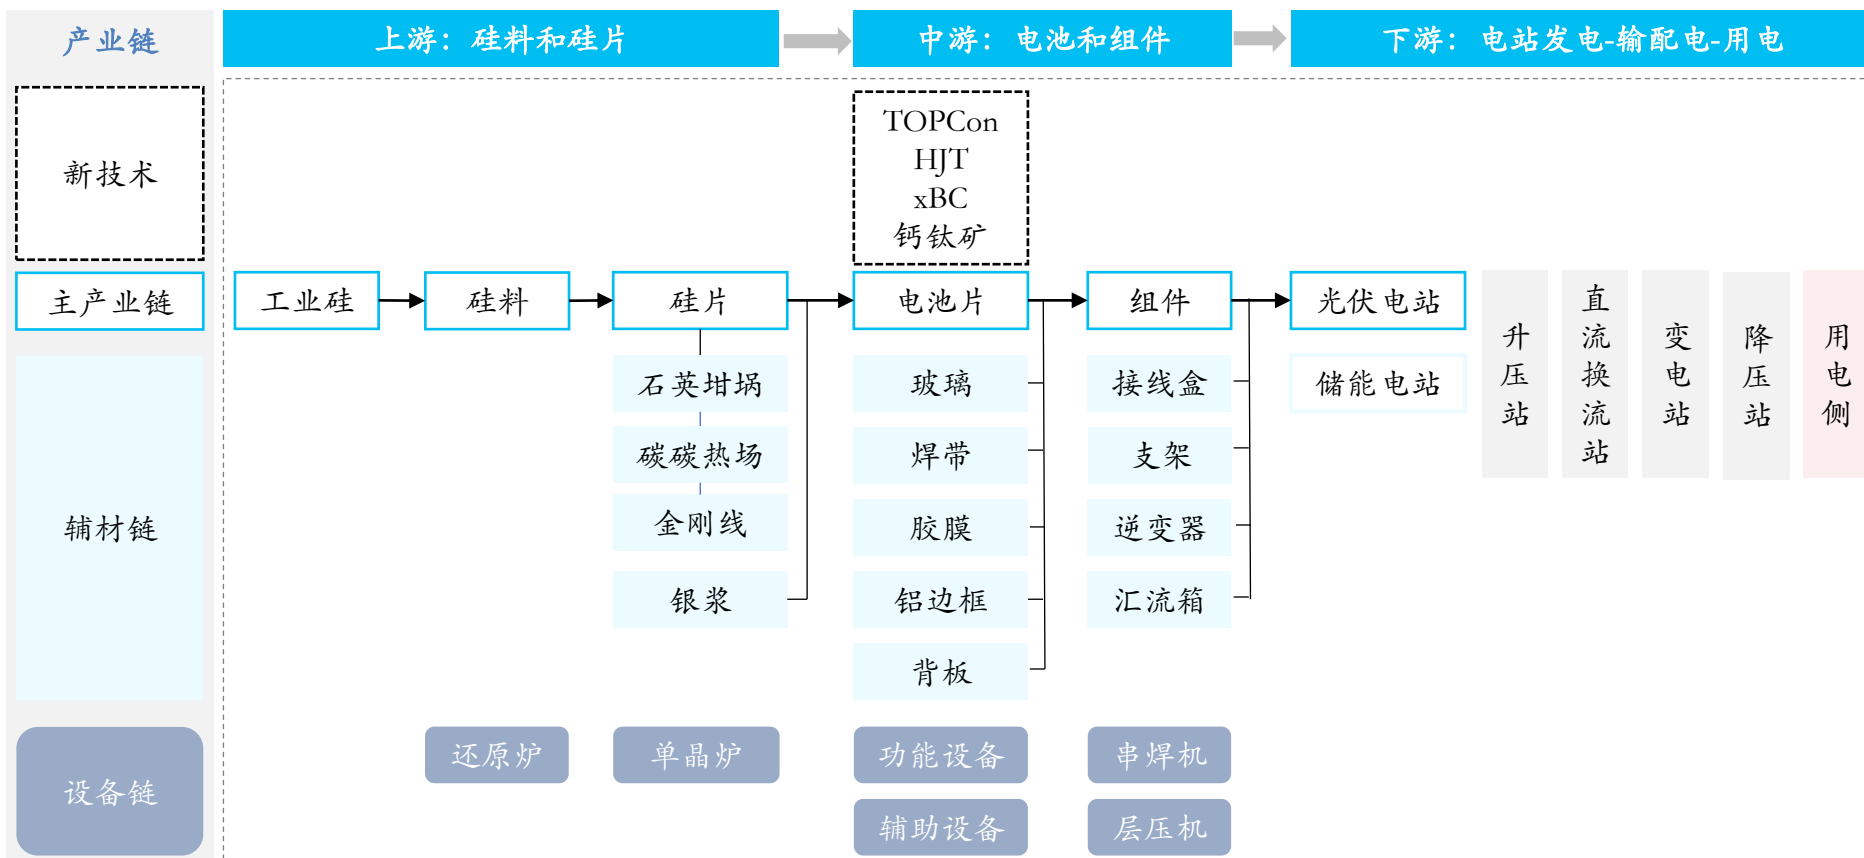 产业链
上游：硅料和硅片
中游：电池和组件
下游：电站发电-输配电-用电
新技术
TOPCon
HJT
xBC
钙钛矿
主产业链
工业硅
硅料
硅片
电池片
组件
光伏电站
升压站
直流换流站
变电站
降压站
用电侧
辅材链
石英坩埚
玻璃
接线盒
储能电站
碳碳热场
焊带
支架
金刚线
胶膜
逆变器
银浆
铝边框
汇流箱
背板
设备链
还原炉
单晶炉
功能设备
串焊机
辅助设备
层压机